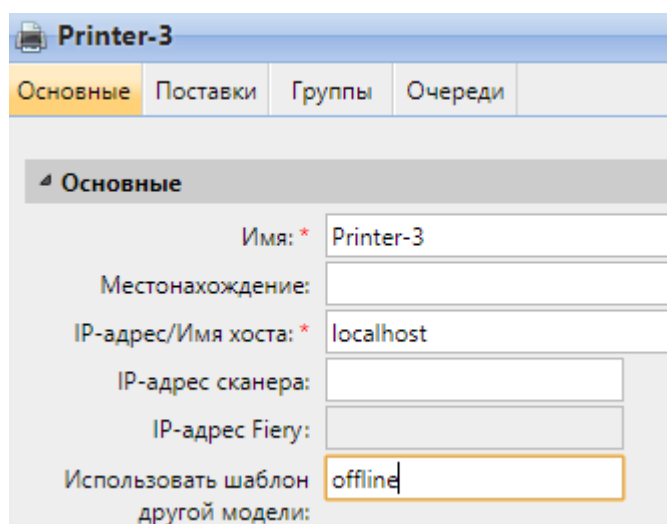 Printer-3
Основные Поставки Группы Очереди
Основные
Имя: * Printer-3
Местонахождение:
IP-адрес/Имя хоста: * localhost
IP-адрес сканера:
IP-адрес Fiery:
Использовать шаблон offline
другой модели: